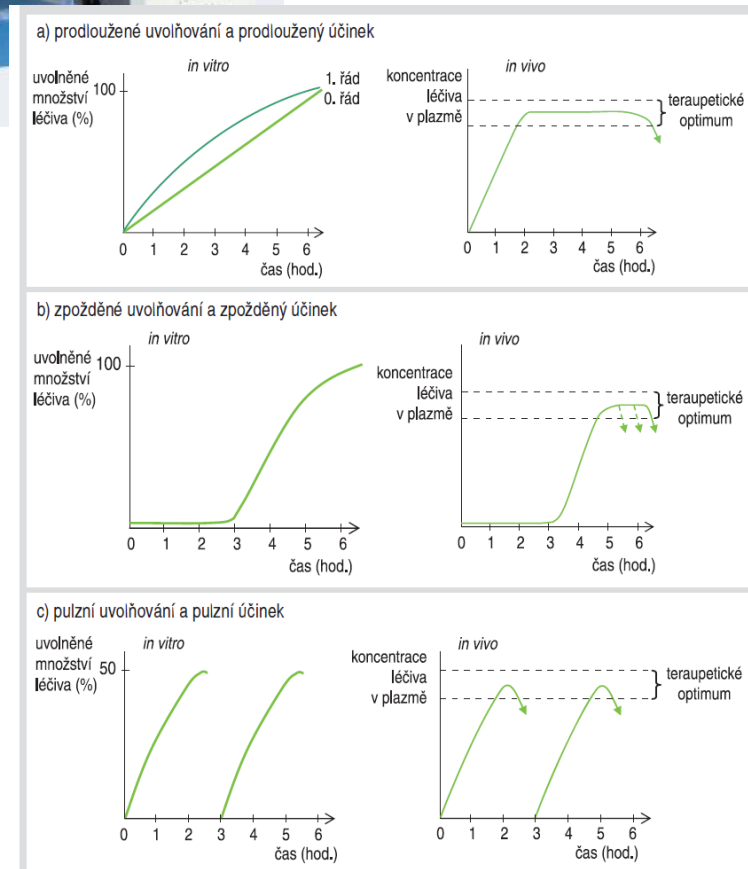 a) prodloužené uvolňování a prodloužený účinek
in vitro
uvolněné
množství
léčiva (%)
100
1. řád
0. řád
0 1 2 3 4 5 6
čas (hod.)
in vivo
koncentrace
léčiva
v plazmě
teraupetické
optimum
0 1 2 3 4 5 6
čas (hod.)
b) zpožděné uvolňování a zpožděný účinek
in vitro
uvolněné
množství
léčiva (%)
100
0 1 2 3 4 5 6
čas (hod.)
in vivo
koncentrace
léčiva
v plazmě
teraupetické
optimum
0 1 2 3 4 5 6
čas (hod.)
c) pulzní uvolňování a pulzní účinek
in vitro
uvolněné
množství
léčiva (%)
50
0 1 2 3 4 5 6
čas (hod.)
in vivo
koncentrace
léčiva
v plazmě
teraupetické
optimum
0 1 2 3 4 5 6
čas (hod.)